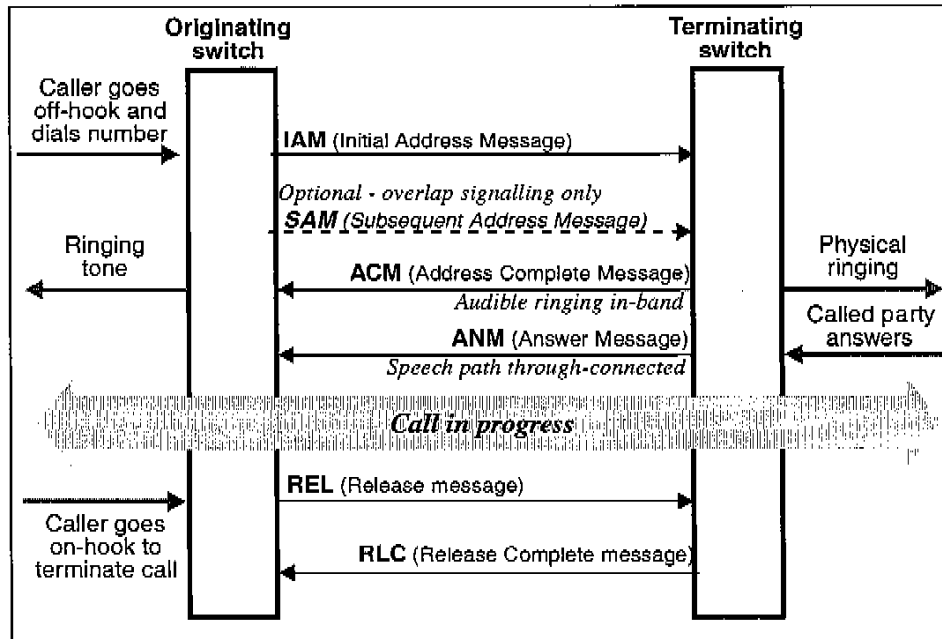 Originating
switch
Terminating
switch
Caller goes
off-hook and
dials number
IAM (Initial Address Message)
Optional - overlap signalling only
SAM (Subsequent Address Message)
Ringing
tone
ACM (Address Complete Message)
Audible ringing in-band
Physical
ringing
ANM (Answer Message)
Speech path through-connected
Called party
answers
Call in progress
REL (Release message)
Caller goes
on-hook to
terminate call
RLC (Release Complete message)